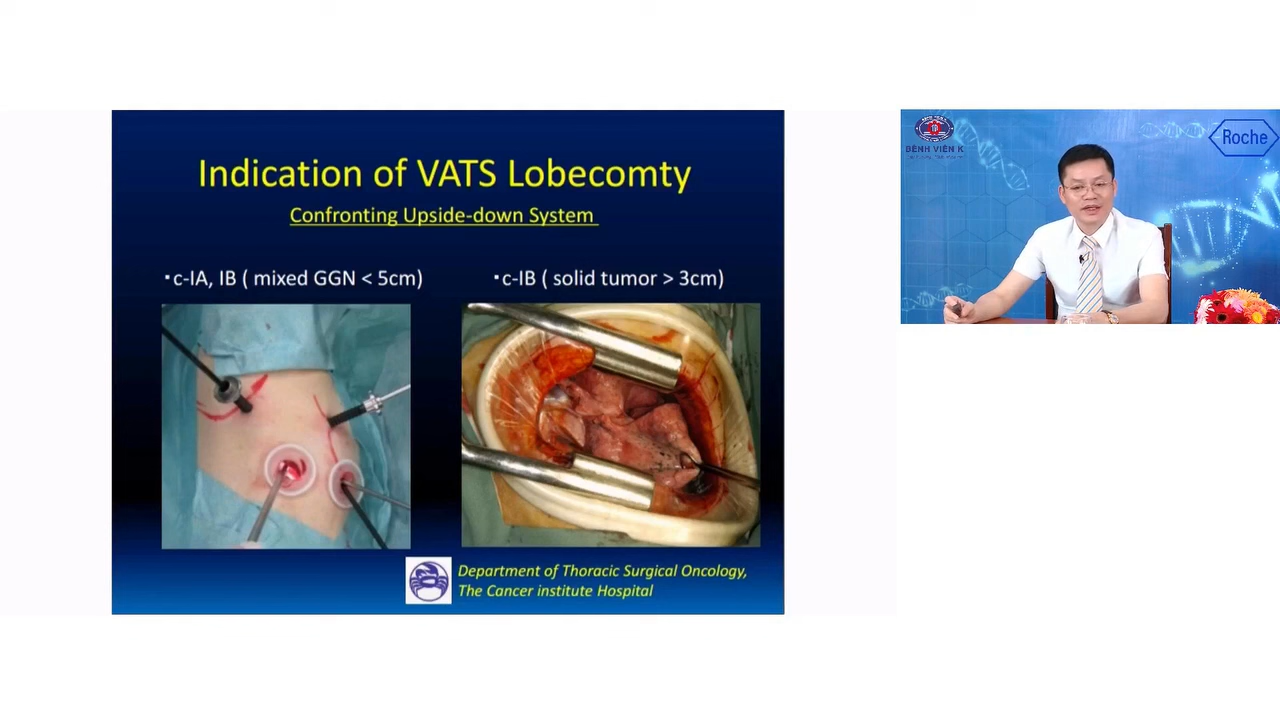 Indication of VATS Lobecomty
Confronting Upside-down System
・c-IA, IB ( mixed GGN < 5cm)
・c-IB ( solid tumor > 3cm)
Department of Thoracic Surgical Oncology,
The Cancer institute Hospital
BỆNH VIỆN K
Roche